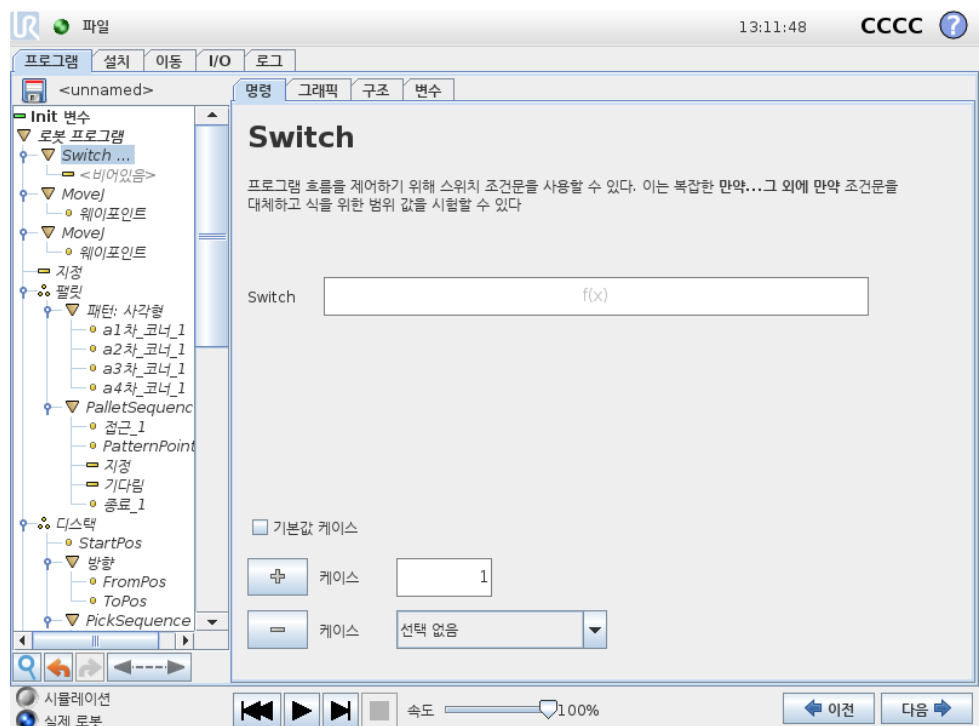 UR 파일 13:11:48 CCCC ?
프로그램 설치 이동 I/O 로그
<unnamed>
명령 그래픽 구조 변수
Init 변수
로봇 프로그램
Switch ...
<비어있음>
MoveJ
웨이포인트
MoveJ
웨이포인트
지정
팰릿
패턴: 사각형
a1차_코너_1
a2차_코너_1
a3차_코너_1
a4차_코너_1
PalletSequenc
접근_1
PatternPoint
지정
기다림
종료_1
디스택
StartPos
방향
FromPos
ToPos
PickSequence
Switch
프로그램 흐름을 제어하기 위해 스위치 조건문을 사용할 수 있다. 이는 복잡한 만약...그 외에 만약 조건문을
대체하고 식을 위한 범위 값을 시험할 수 있다
Switch f(x)
기본값 케이스
케이스 1
케이스 선택 없음
시뮬레이션
실제 로봇
속도 100%
이전 다음